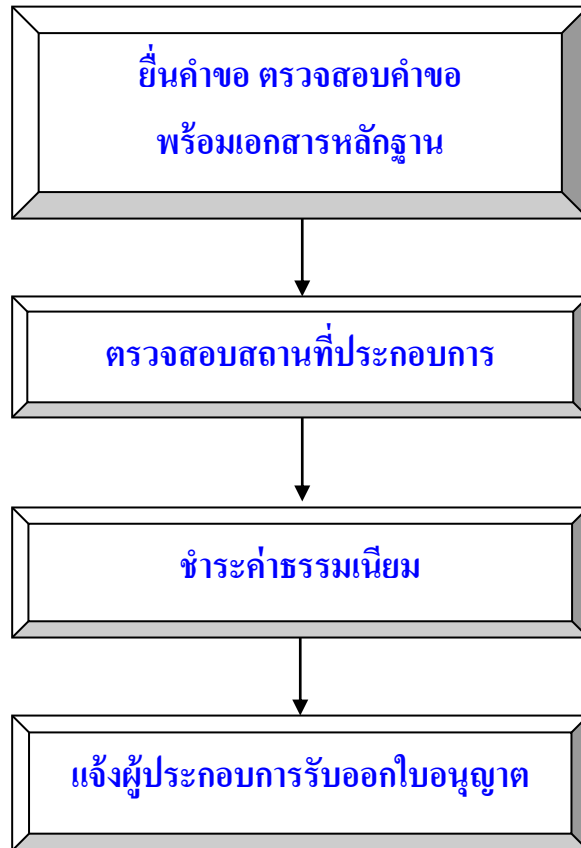 ยื่นคำขอ ตรวจสอบคำขอ
พร้อมเอกสารหลักฐาน
ตรวจสอบสถานที่ประกอบการ
ชำระค่าธรรมเนียม
แจ้งผู้ประกอบการรับออกใบอนุญาต